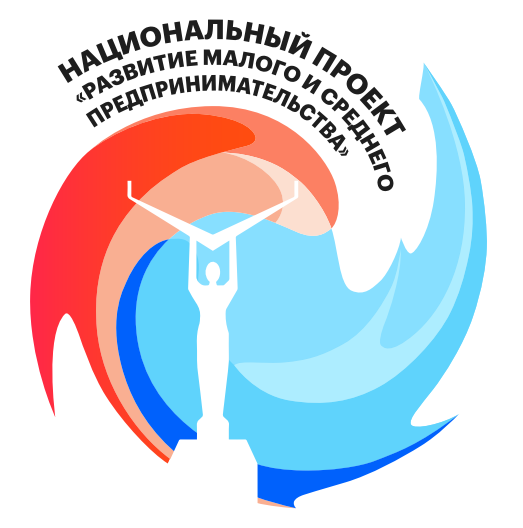 НАЦИОНАЛЬНЫЙ ПРОЕКТ
«РАЗВИТИЕ МАЛОГО И СРЕДНЕГО
ПРЕДПРИНИМАТЕЛЬСТВА»